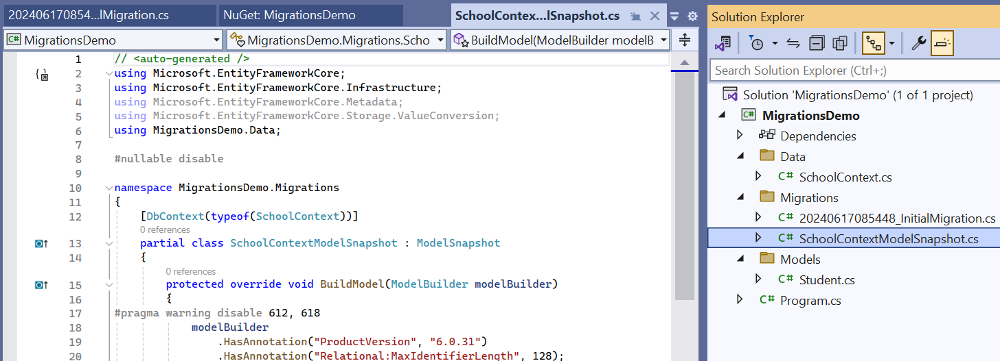 202406170854...lMigration.cs
NuGet: MigrationsDemo
SchoolContex...lSnapshot.cs
MigrationsDemo
MigrationsDemo.Migrations.Scho
BuildModel(ModelBuilder modelB
1 // <auto-generated />
2 using Microsoft.EntityFrameworkCore;
3 using Microsoft.EntityFrameworkCore.Infrastructure;
4 using Microsoft.EntityFrameworkCore.Metadata;
5 using Microsoft.EntityFrameworkCore.Storage.ValueConversion;
6 using MigrationsDemo.Data;
7
8 #nullable disable
9
10 namespace MigrationsDemo.Migrations
11 {
12 [DbContext(typeof(SchoolContext))]
0 references
13 partial class SchoolContextModelSnapshot : ModelSnapshot
14 {
0 references
15 protected override void BuildModel(ModelBuilder modelBuilder)
16 {
17 #pragma warning disable 612, 618
18 modelBuilder
19 .HasAnnotation("ProductVersion", "6.0.31")
20 .HasAnnotation("Relational:MaxIdentifierLength", 128);
Solution Explorer
Search Solution Explorer (Ctrl+;)
Solution 'MigrationsDemo' (1 of 1 project)
C# MigrationsDemo
Dependencies
Data
C# SchoolContext.cs
Migrations
C# 20240617085448_InitialMigration.cs
C# SchoolContextModelSnapshot.cs
Models
C# Student.cs
C# Program.cs